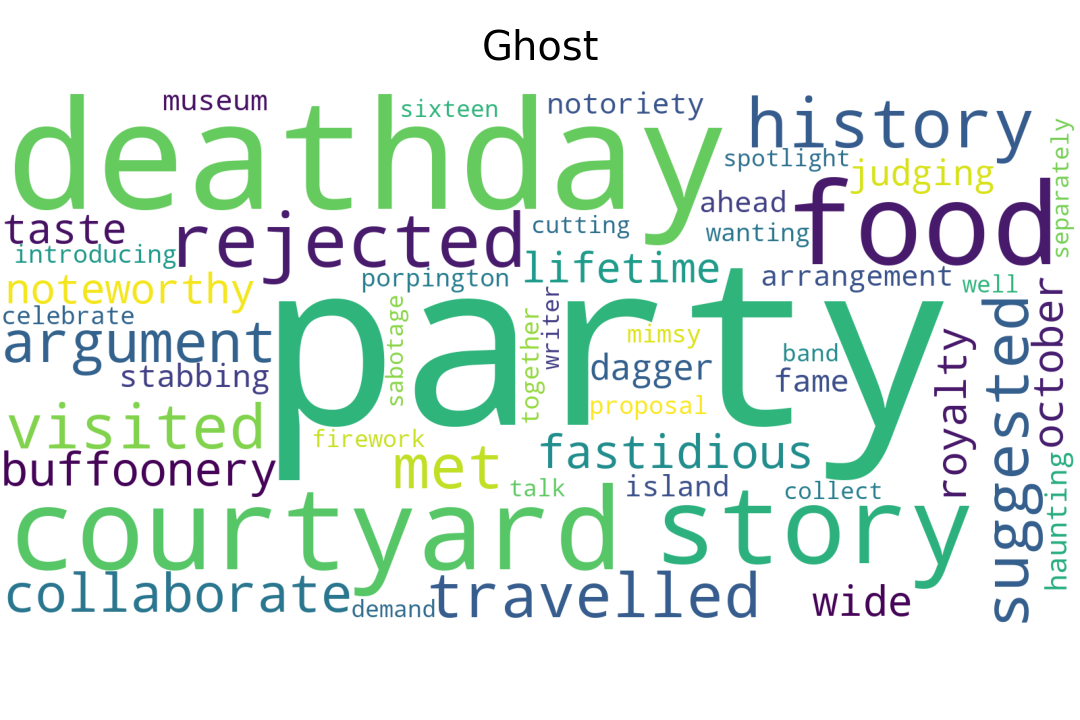 Ghost
museum
sixteen
notoriety
deathday
history
spotlight
judging
separately
taste
rejected
cutting
ahead
wanting
food
introducing
porpington
lifetime
arrangement
well
noteworthy
celebrate
argument
stabbing
party
sabotage
together
writer
mimsy
dagger
proposal
band
fame
royalty
suggested
october
visited
firework
met
fastidious
buffoonery
talk
island
collect
haunting
courtyard
story
collaborate
demand
travelled
wide